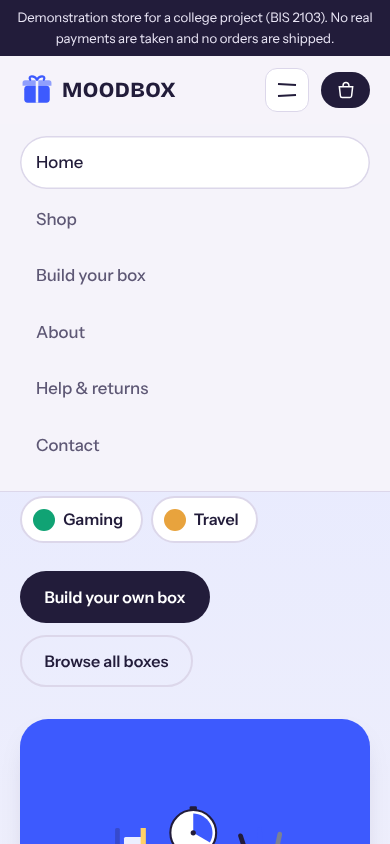 Demonstration store for a college project (BIS 2103). No real
payments are taken and no orders are shipped.
MOODBOX
Home
Shop
Build your box
About
Help & returns
Contact
Gaming
Travel
Build your own box
Browse all boxes